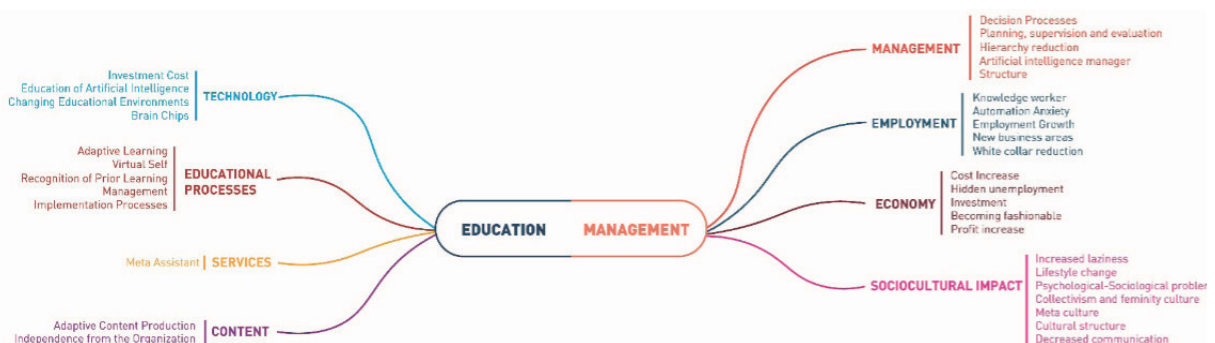 Investment Cost
Education of Artificial Intelligence
Changing Educational Environments
Brain Chips
TECHNOLOGY
Adaptive Learning
Virtual Self
Recognition of Prior Learning
Management
Implementation Processes
EDUCATIONAL
PROCESSES
Meta Assistant
SERVICES
Adaptive Content Production
Independence from the Organization
CONTENT
EDUCATION
MANAGEMENT
MANAGEMENT
Decision Processes
Planning, supervision and evaluation
Hierarchy reduction
Artificial intelligence manager
Structure
EMPLOYMENT
Knowledge worker
Automation Anxiety
Employment Growth
New business areas
White collar reduction
ECONOMY
Cost Increase
Hidden unemployment
Investment
Becoming fashionable
Profit increase
SOCIOCULTURAL IMPACT
Increased laziness
Lifestyle change
Psychological-Sociological problem
Collectivism and feminity culture
Meta culture
Cultural structure
Decreased communication